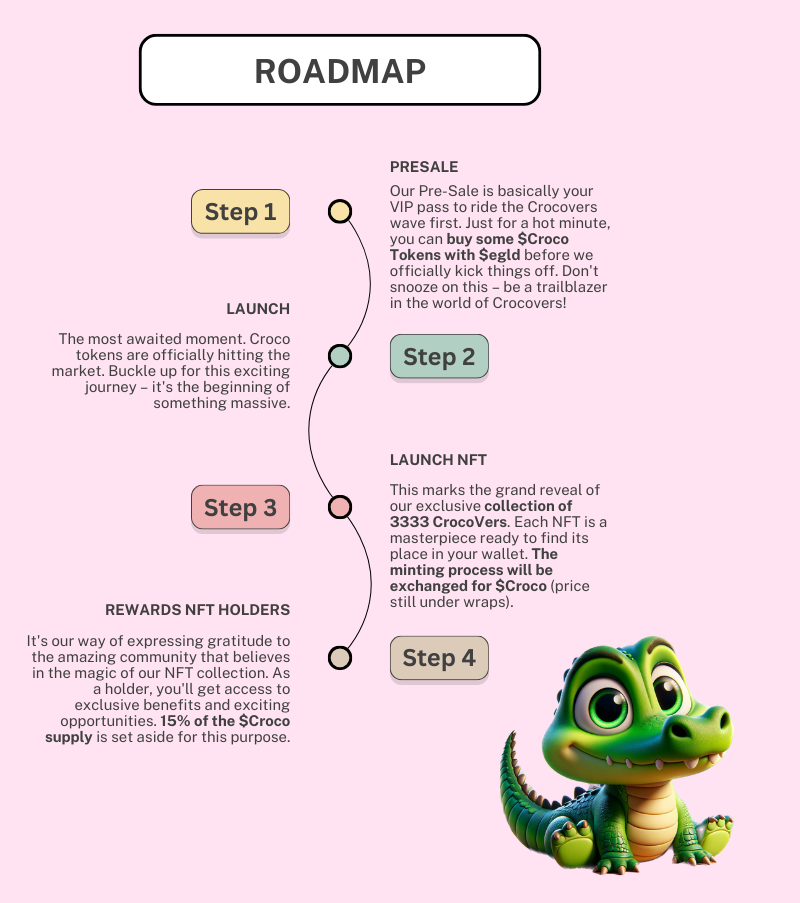 ROADMAP
Step 1
PRESALE
Our Pre-Sale is basically your
VIP pass to ride the Crocovers
wave first. Just for a hot minute,
you can buy some $Croco
Tokens with $egld before we
officially kick things off. Don't
snooze on this – be a trailblazer
in the world of Crocovers!
Step 2
LAUNCH
The most awaited moment. Croco
tokens are officially hitting the
market. Buckle up for this exciting
journey – it's the beginning of
something massive.
Step 3
LAUNCH NFT
This marks the grand reveal of
our exclusive collection of
3333 CrocoVers. Each NFT is a
masterpiece ready to find its
place in your wallet. The
minting process will be
exchanged for $Croco (price
still under wraps).
Step 4
REWARDS NFT HOLDERS
It's our way of expressing gratitude to
the amazing community that believes
in the magic of our NFT collection. As
a holder, you'll get access to
exclusive benefits and exciting
opportunities. 15% of the $Croco
supply is set aside for this purpose.